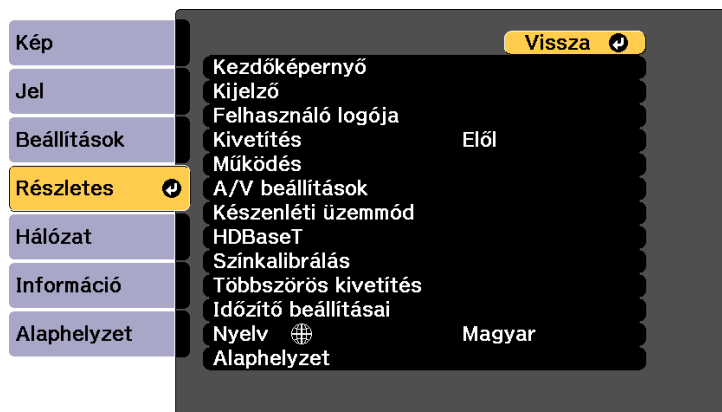 Kép
Jel
Beállítások
Részletes
Hálózat
Információ
Alaphelyzet
Vissza
Kezdőképernyő
Kijelző
Felhasználó logója
Kivetítés Elől
Működés
A/V beállítások
Készenléti üzemmód
HDBaseT
Színkalibrálás
Többszörös kivetítés
Időzítő beállításai
Nyelv Magyar
Alaphelyzet